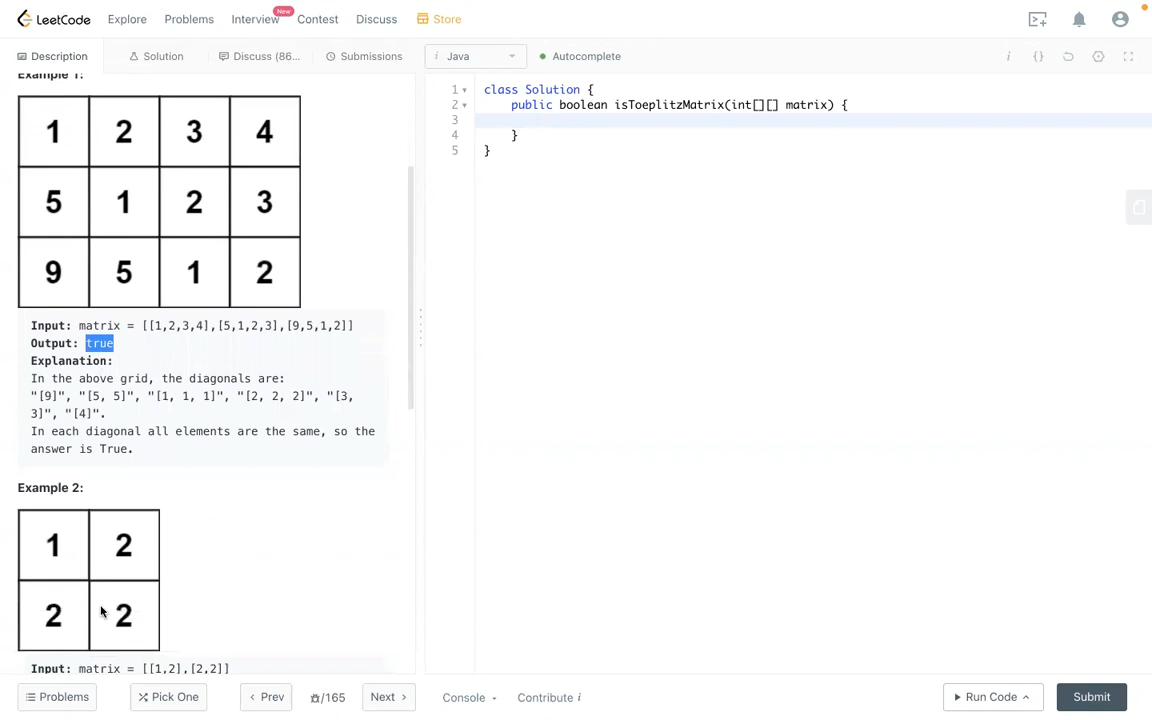 LeetCode Explore Problems Interview New Contest Discuss Store
Description Solution Discuss (86... Submissions i Java Autocomplete i {}
Example 1:
1 2 3 4
5 1 2 3
9 5 1 2
Input: matrix = [[1,2,3,4],[5,1,2,3],[9,5,1,2]]
Output: true
Explanation:
In the above grid, the diagonals are:
"[9]", "[5, 5]", "[1, 1, 1]", "[2, 2, 2]", "[3,
3]", "[4]".
In each diagonal all elements are the same, so the
answer is True.
Example 2:
1 2
2 2
Input: matrix = [[1,2],[2,2]]
1 class Solution {
2 public boolean isToeplitzMatrix(int[][] matrix) {
3
4 }
5 }
Problems Pick One < Prev /165 Next > Console Contribute i Run Code Submit